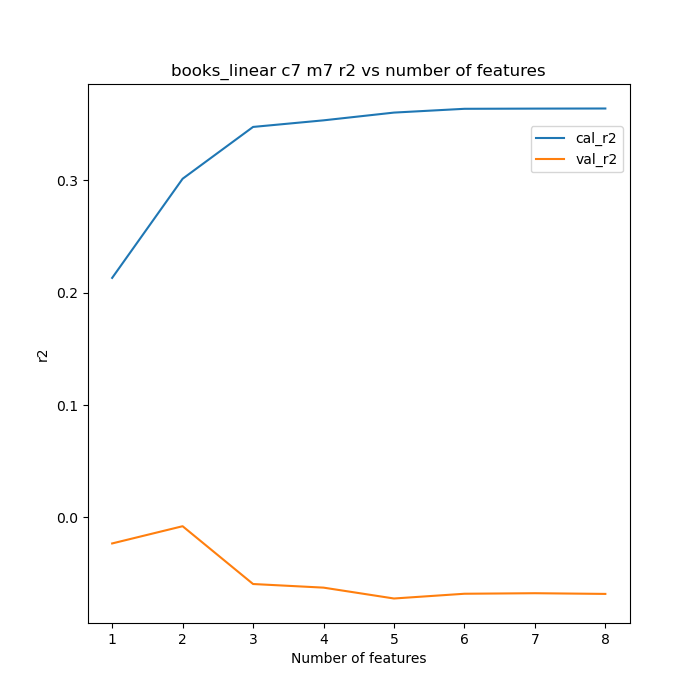 books_linear c7 m7 r2 vs number of features
cal_r2
val_r2
0.3
0.2
0.1
0.0
r2
1 2 3 4 5 6 7 8
Number of features